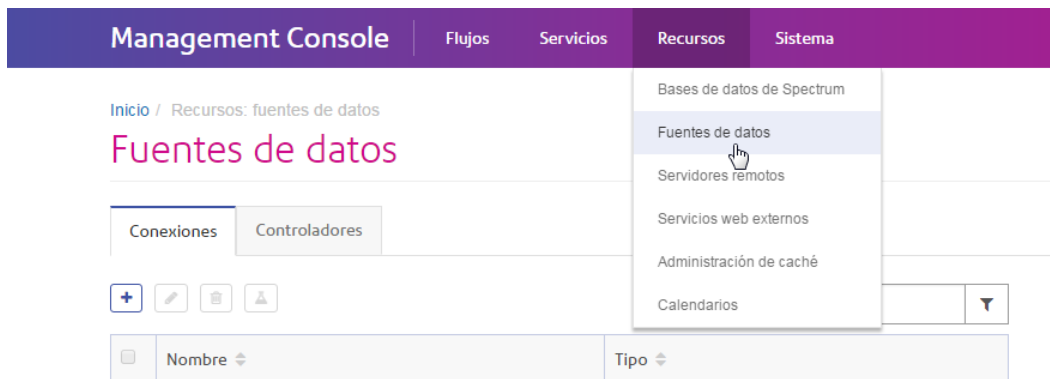 Management Console Flujos Servicios Recursos Sistema
Inicio / Recursos: fuentes de datos
Fuentes de datos
Bases de datos de Spectrum
Fuentes de datos
Servidores remotos
Servicios web externos
Administración de caché
Calendarios
Conexiones Controladores
Nombre Tipo